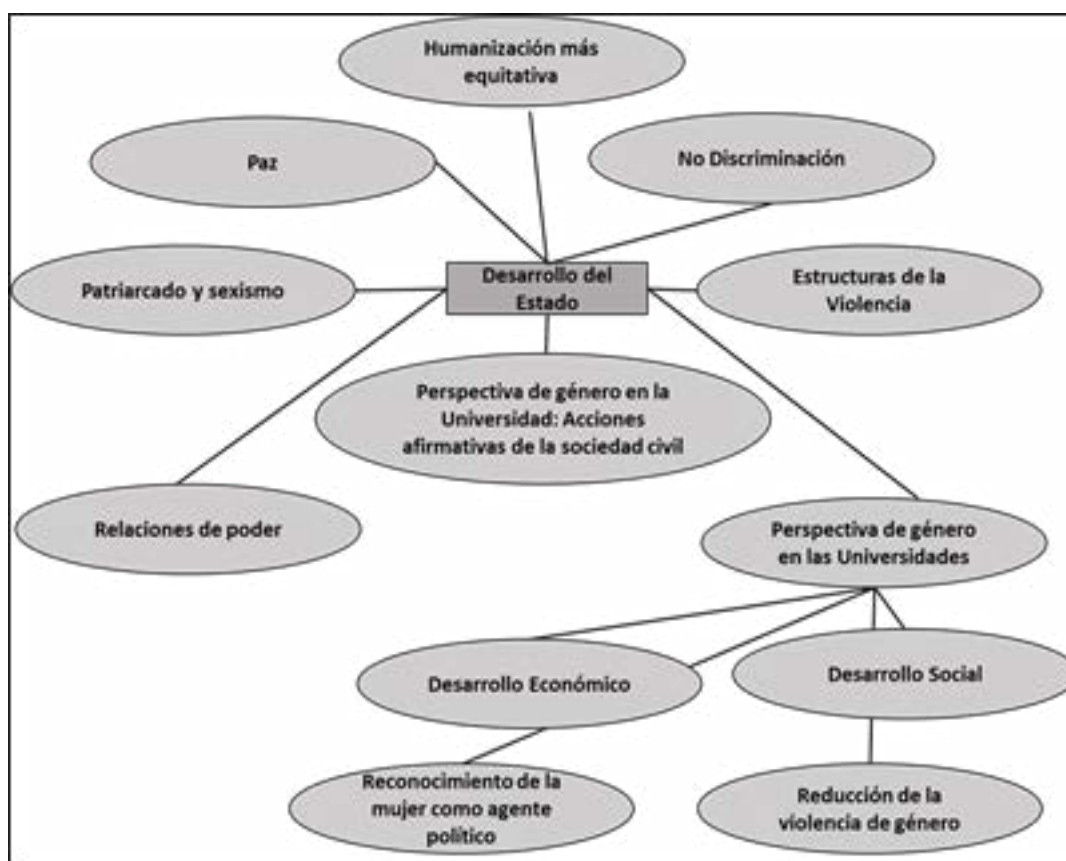 Humanización más
equitativa
Paz
No Discriminación
Patriarcado y sexismo
Desarrollo del
Estado
Estructuras de la
Violencia
Perspectiva de género en la
Universidad: Acciones
afirmativas de la sociedad civil
Relaciones de poder
Perspectiva de género
en las Universidades
Desarrollo Económico
Desarrollo Social
Reconocimiento de la
mujer como agente
político
Reducción de la
violencia de género